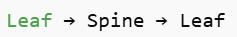 Leaf → Spine → Leaf